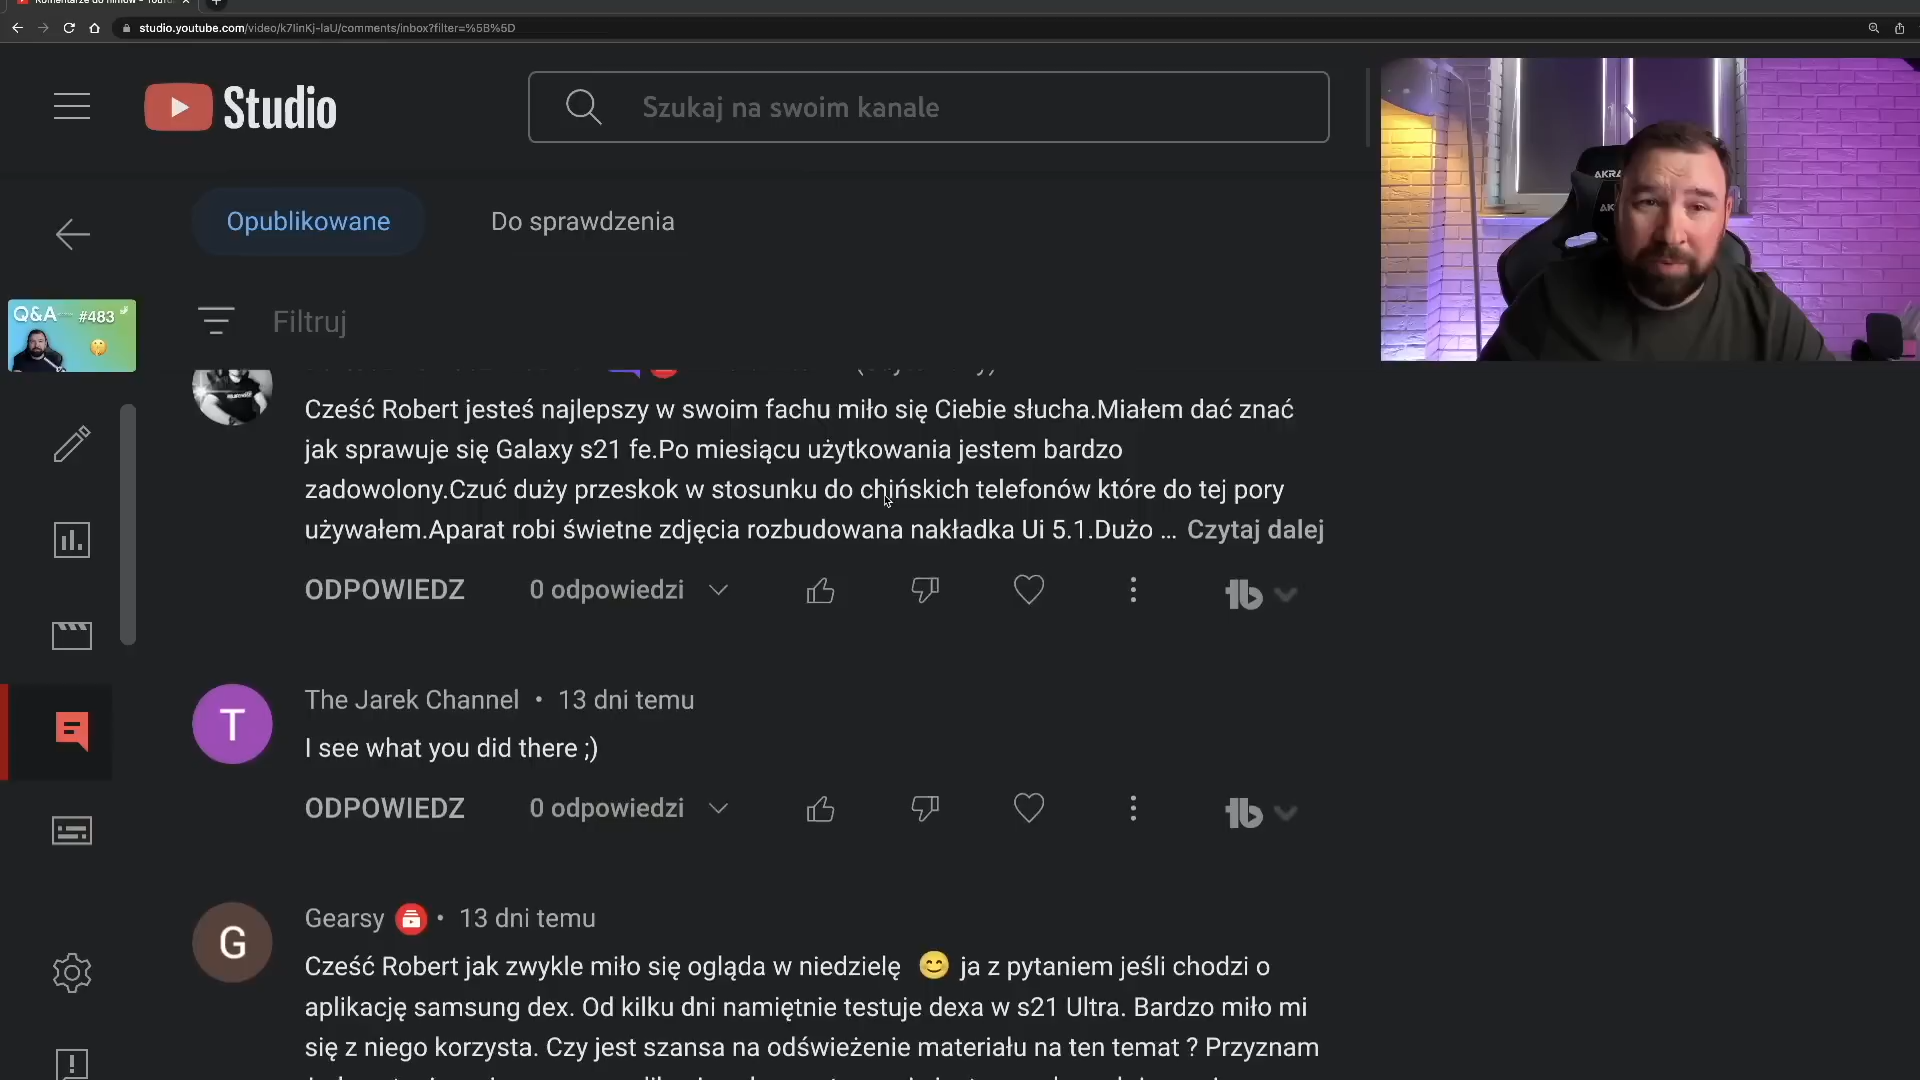 studio.youtube.com/video/k7IinKj-laU/comments/inbox?filter=%5B%5D
Studio
Szukaj na swoim kanale
AKRA
AK
Opublikowane
Do sprawdzenia
Q&A #483
Filtruj
Cześć Robert jesteś najlepszy w swoim fachu miło się Ciebie słucha.Miałem dać znać
jak sprawuje się Galaxy s21 fe.Po miesiącu użytkowania jestem bardzo
zadowolony.Czuć duży przeskok w stosunku do chińskich telefonów które do tej pory
używałem.Aparat robi świetne zdjęcia rozbudowana nakładka Ui 5.1.Dużo ... Czytaj dalej
ODPOWIEDZ 0 odpowiedzi
The Jarek Channel • 13 dni temu
T
I see what you did there ;)
ODPOWIEDZ 0 odpowiedzi
Gearsy • 13 dni temu
G
Cześć Robert jak zwykle miło się ogląda w niedzielę 😊 ja z pytaniem jeśli chodzi o
aplikację samsung dex. Od kilku dni namiętnie testuje dexa w s21 Ultra. Bardzo miło mi
się z niego korzysta. Czy jest szansa na odświeżenie materiału na ten temat ? Przyznam